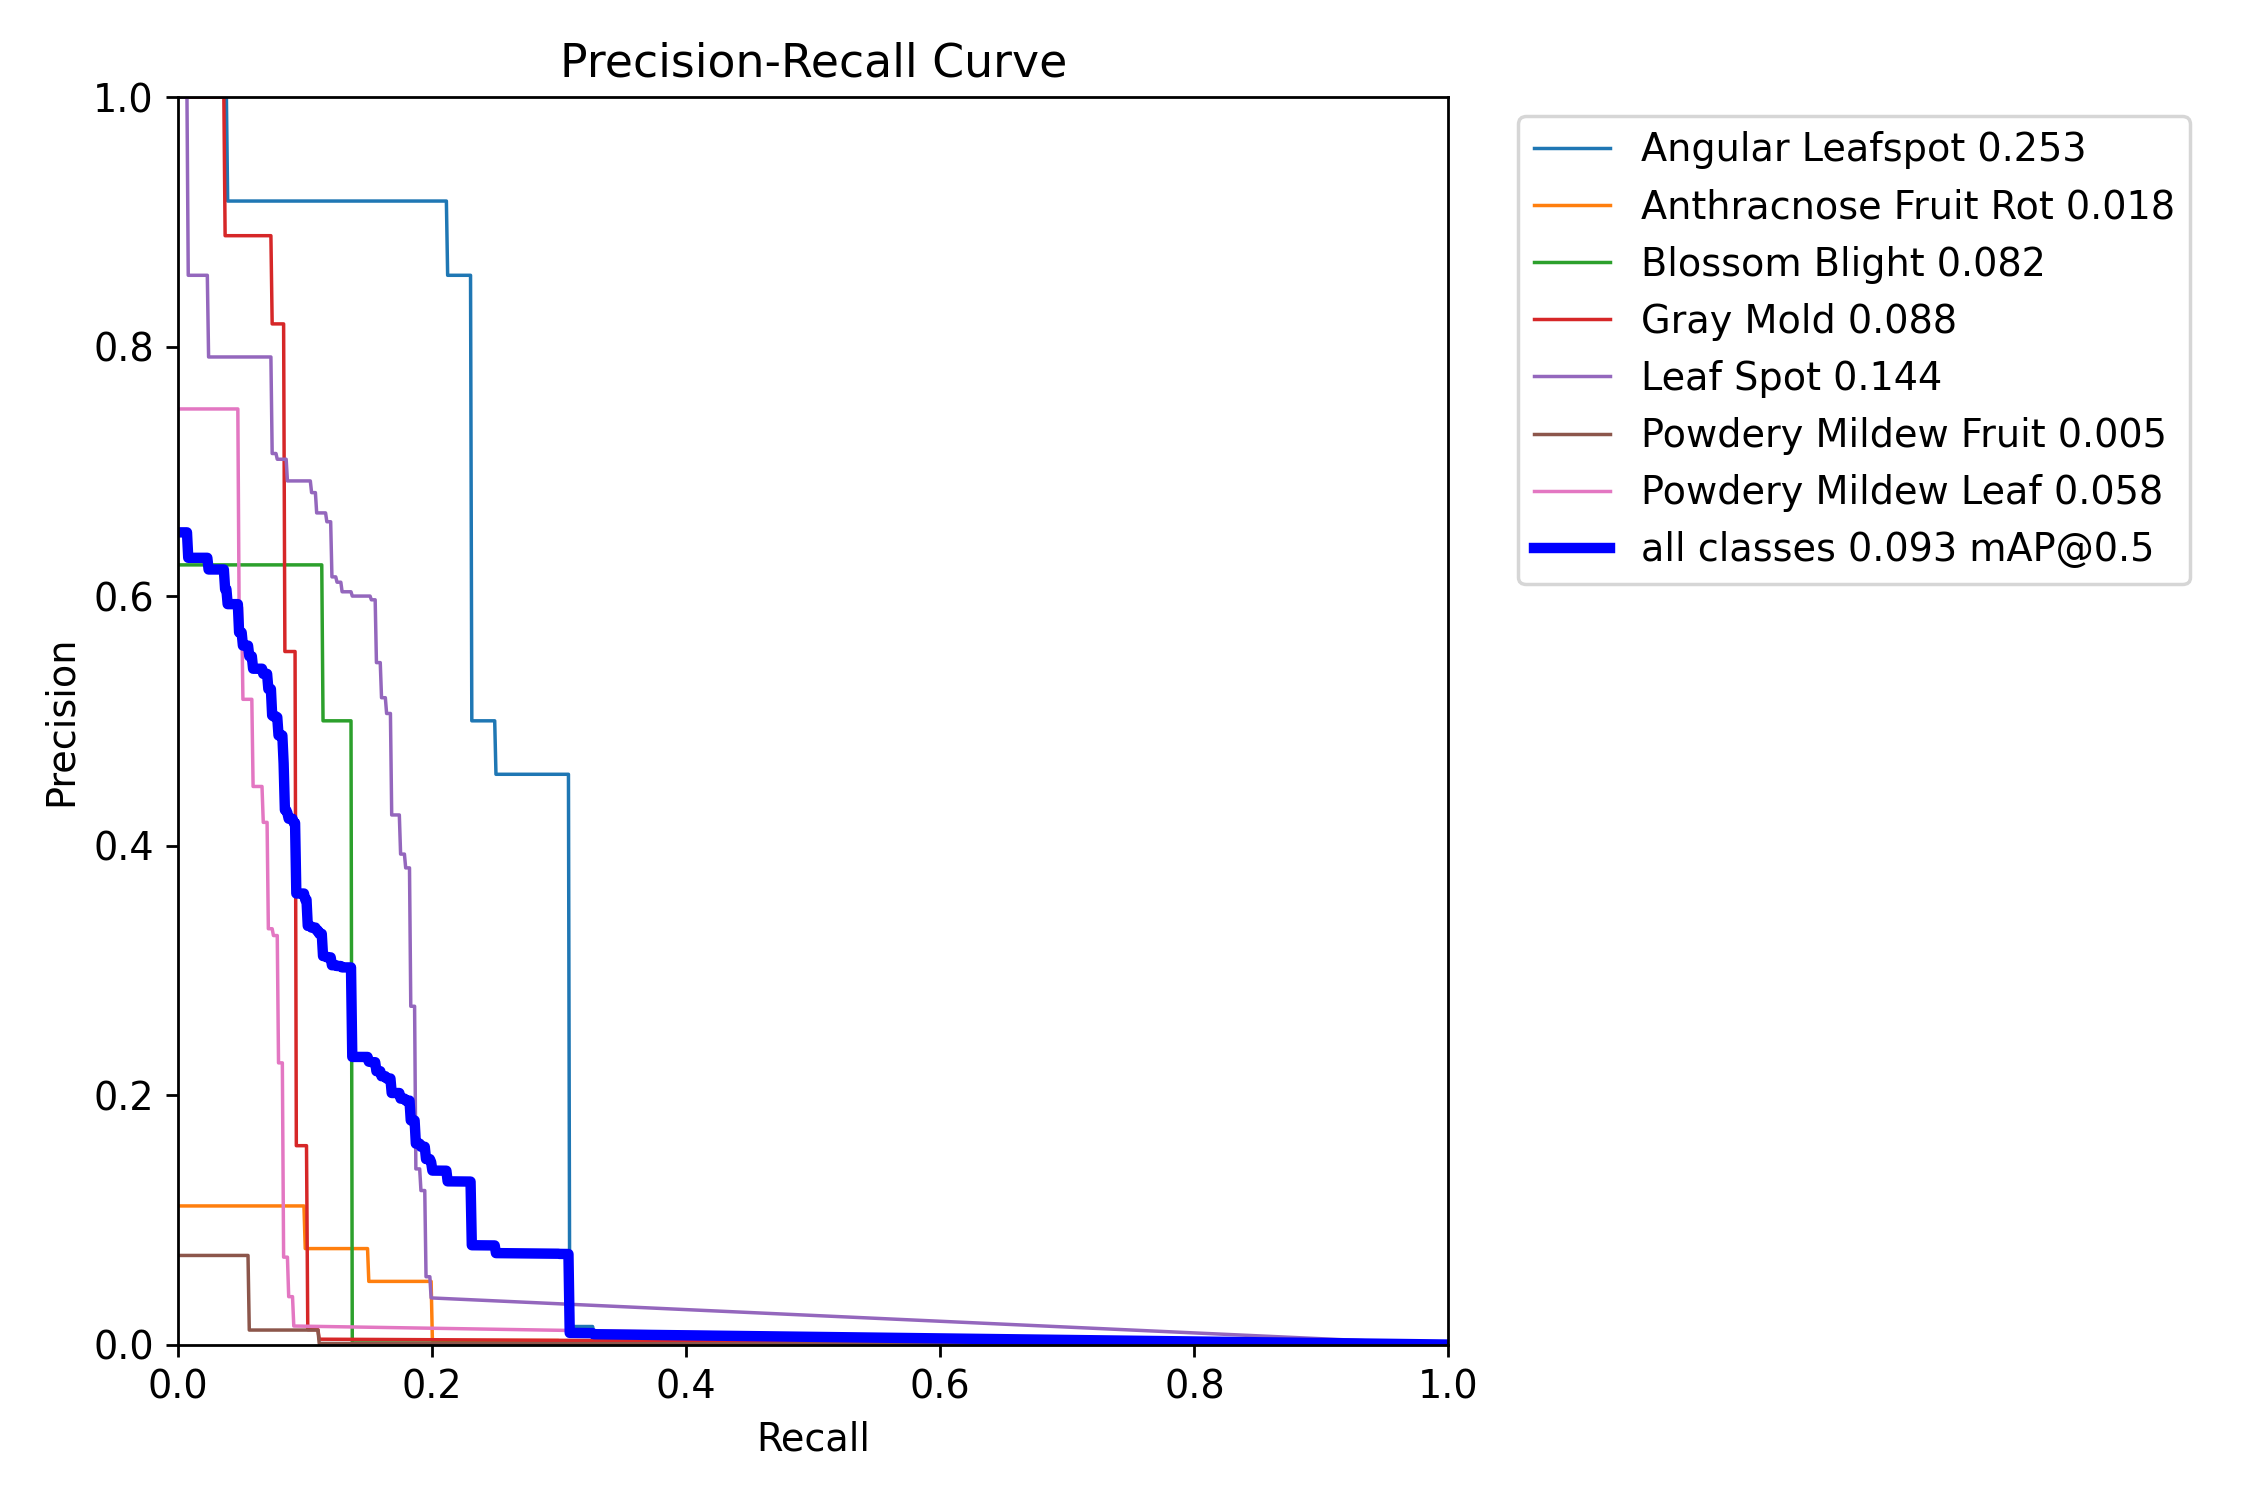 Precision-Recall Curve
1.0
0.8
0.6
0.4
0.2
0.0
Precision
0.0 0.2 0.4 0.6 0.8 1.0
Recall
Angular Leafspot 0.253
Anthracnose Fruit Rot 0.018
Blossom Blight 0.082
Gray Mold 0.088
Leaf Spot 0.144
Powdery Mildew Fruit 0.005
Powdery Mildew Leaf 0.058
all classes 0.093 mAP@0.5